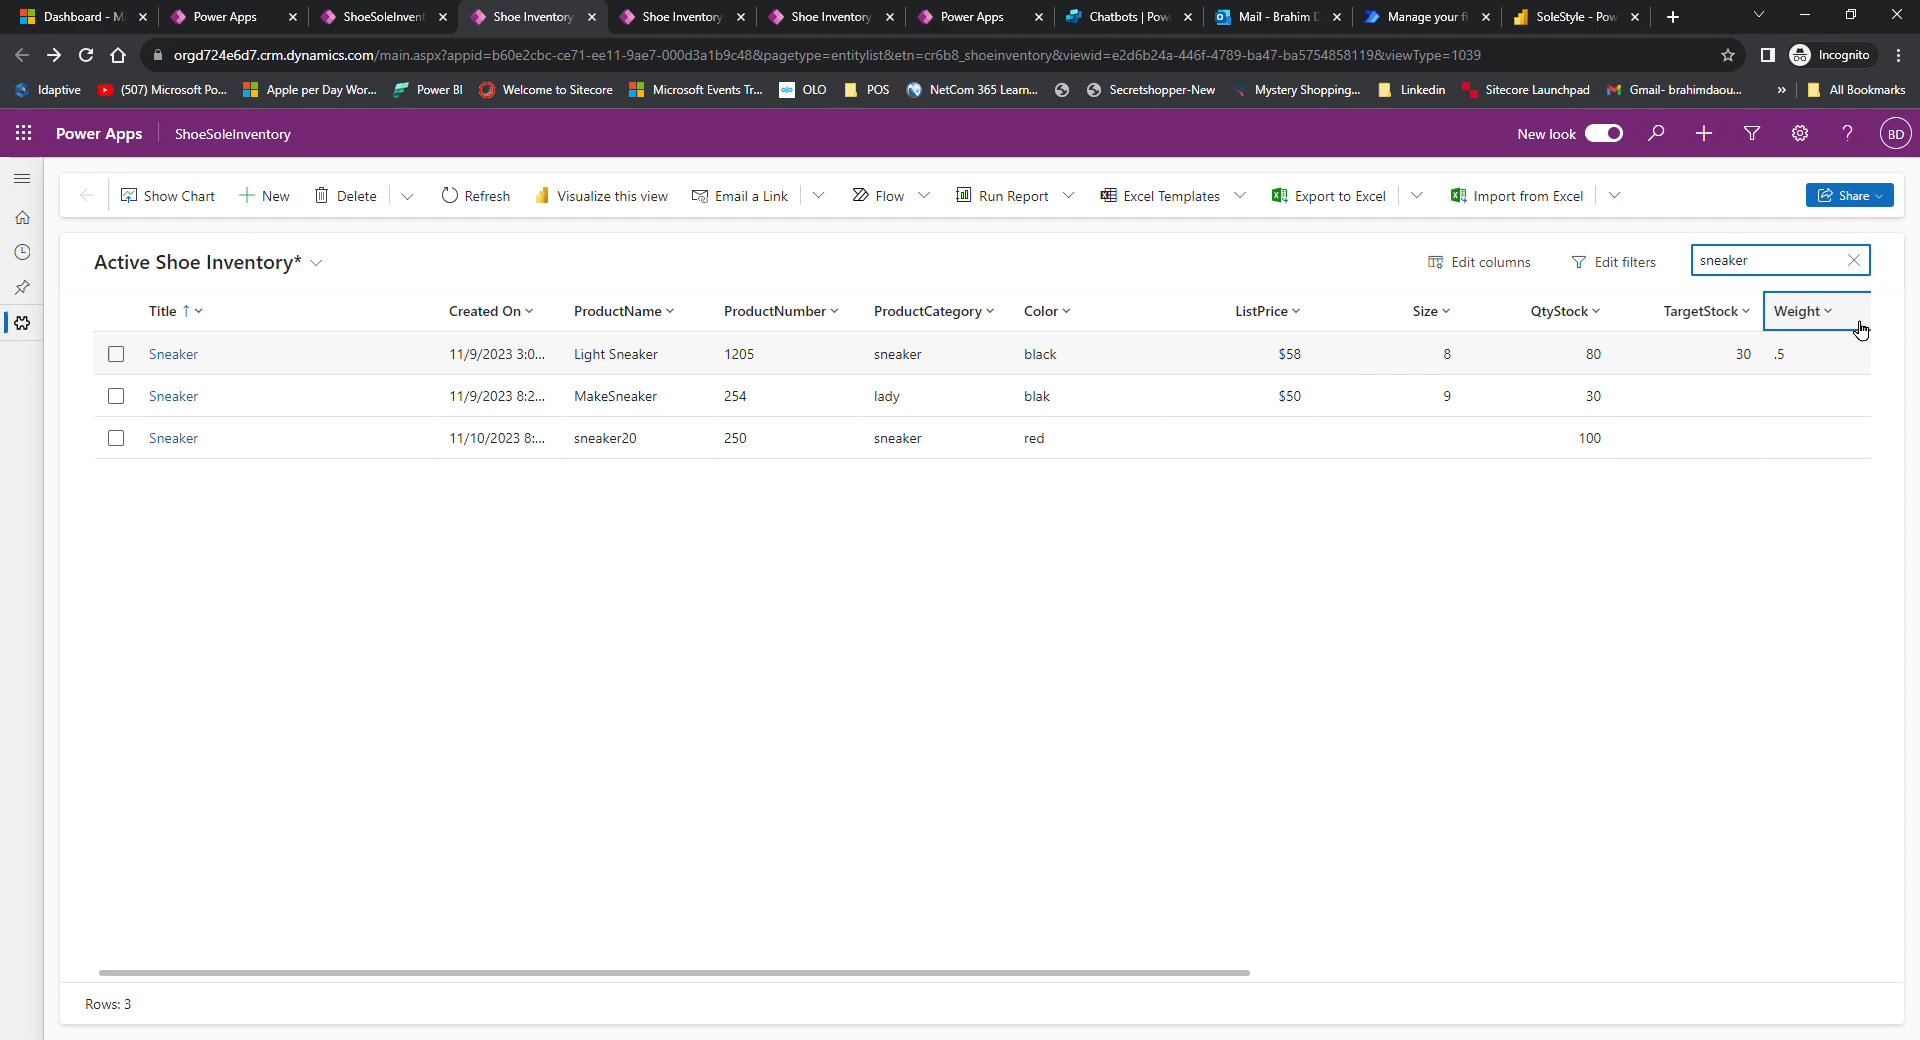 Dashboard - M Power Apps ShoeSoleInvent Shoe Inventory Shoe Inventory Shoe Inventory Power Apps Chatbots | Pow Mail - Brahim D Manage your fl SoleStyle - Pow
orgd724e6d7.crm.dynamics.com/main.aspx?appid=b60e2cbc-ce71-ee11-9ae7-000d3a1b9c48&pagetype=entitylist&etn=cr6b8_shoeinventory&viewid=e2d6b24a-446f-4789-ba47-ba5754858119&viewType=1039 Incognito
Idaptive (507) Microsoft Po... Apple per Day Wor... Power BI Welcome to Sitecore Microsoft Events Tr... OLO POS NetCom 365 Learn... Secretshopper-New Mystery Shopping... Linkedin Sitecore Launchpad Gmail- brahimdaou... » All Bookmarks
Power Apps ShoeSoleInventory New look BD
Show Chart New Delete Refresh Visualize this view Email a Link Flow Run Report Excel Templates Export to Excel Import from Excel Share
Active Shoe Inventory* Edit columns Edit filters sneaker
Title Created On ProductName ProductNumber ProductCategory Color ListPrice Size QtyStock TargetStock Weight
Sneaker 11/9/2023 3:0... Light Sneaker 1205 sneaker black $58 8 80 30 .5
Sneaker 11/9/2023 8:2... MakeSneaker 254 lady blak $50 9 30
Sneaker 11/10/2023 8:... sneaker20 250 sneaker red 100
Rows: 3